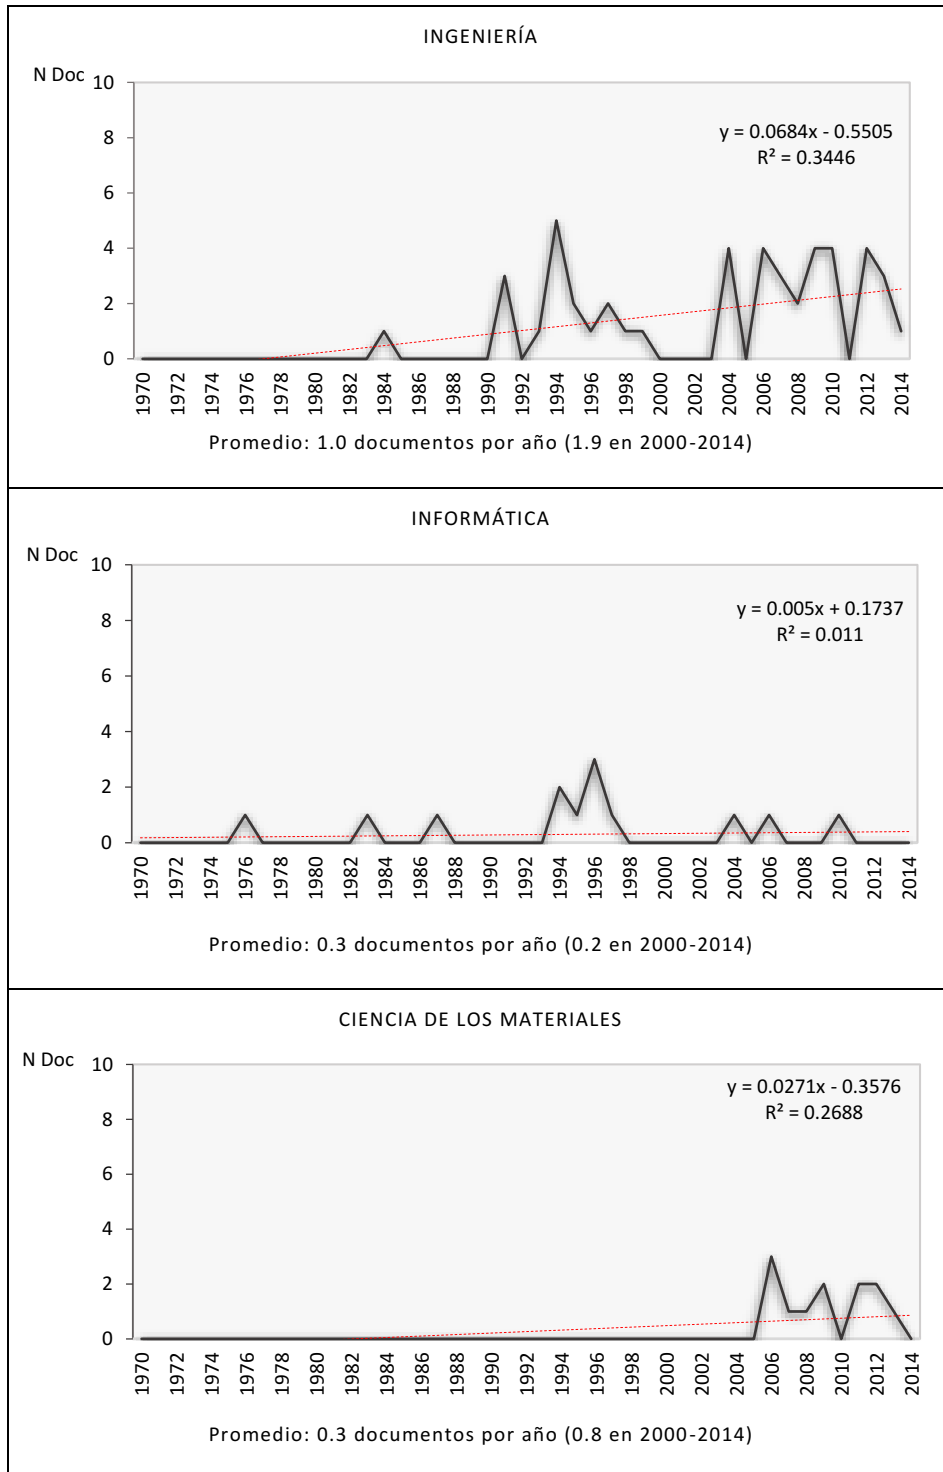 INGENIERÍA
N Doc
10
8
6
4
2
0
y = 0.0684x - 0.5505
R² = 0.3446
1970 1972 1974 1976 1978 1980 1982 1984 1986 1988 1990 1992 1994 1996 1998 2000 2002 2004 2006 2008 2010 2012 2014
Promedio: 1.0 documentos por año (1.9 en 2000-2014)
INFORMÁTICA
N Doc
10
8
6
4
2
0
y = 0.005x + 0.1737
R² = 0.011
1970 1972 1974 1976 1978 1980 1982 1984 1986 1988 1990 1992 1994 1996 1998 2000 2002 2004 2006 2008 2010 2012 2014
Promedio: 0.3 documentos por año (0.2 en 2000-2014)
CIENCIA DE LOS MATERIALES
N Doc
10
8
6
4
2
0
y = 0.0271x - 0.3576
R² = 0.2688
1970 1972 1974 1976 1978 1980 1982 1984 1986 1988 1990 1992 1994 1996 1998 2000 2002 2004 2006 2008 2010 2012 2014
Promedio: 0.3 documentos por año (0.8 en 2000-2014)